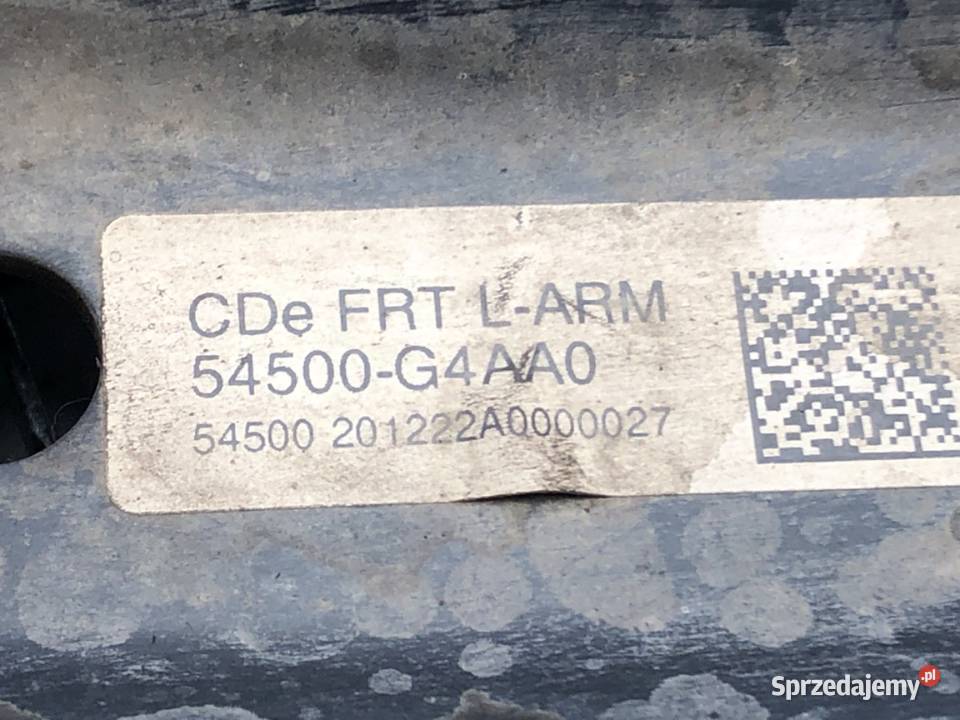 CDe FRT L-ARM
54500-G4AA0
54500 201222A0000027
Sprzedajemy.pl